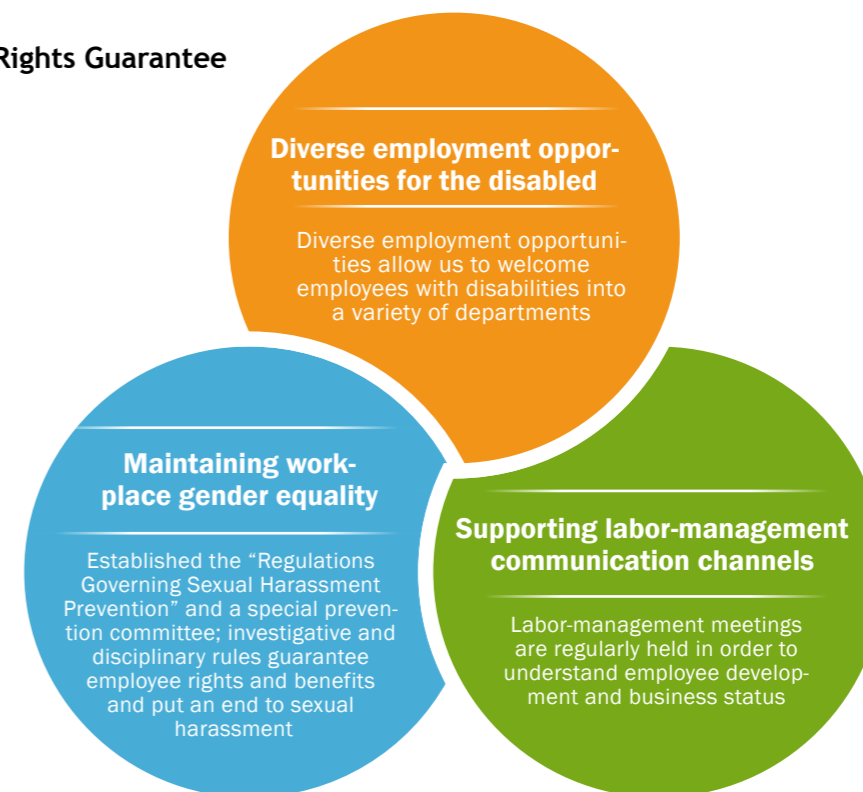 Rights Guarantee
Diverse employment oppor-
tunities for the disabled
Diverse employment opportuni-
ties allow us to welcome
employees with disabilities into
a variety of departments
Maintaining work-
place gender equality
Established the “Regulations
Governing Sexual Harassment
Prevention” and a special preven-
tion committee; investigative and
disciplinary rules guarantee
employee rights and benefits
and put an end to sexual
harassment
Supporting labor-management
communication channels
Labor-management meetings
are regularly held in order to
understand employee develop-
ment and business status